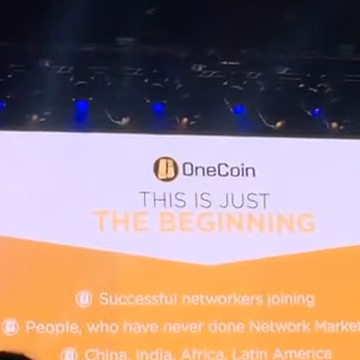 OneCoin
THIS IS JUST
THE BEGINNING
Successful networkers joining
People, who have never done Network Market
China, India, Africa, Latin America